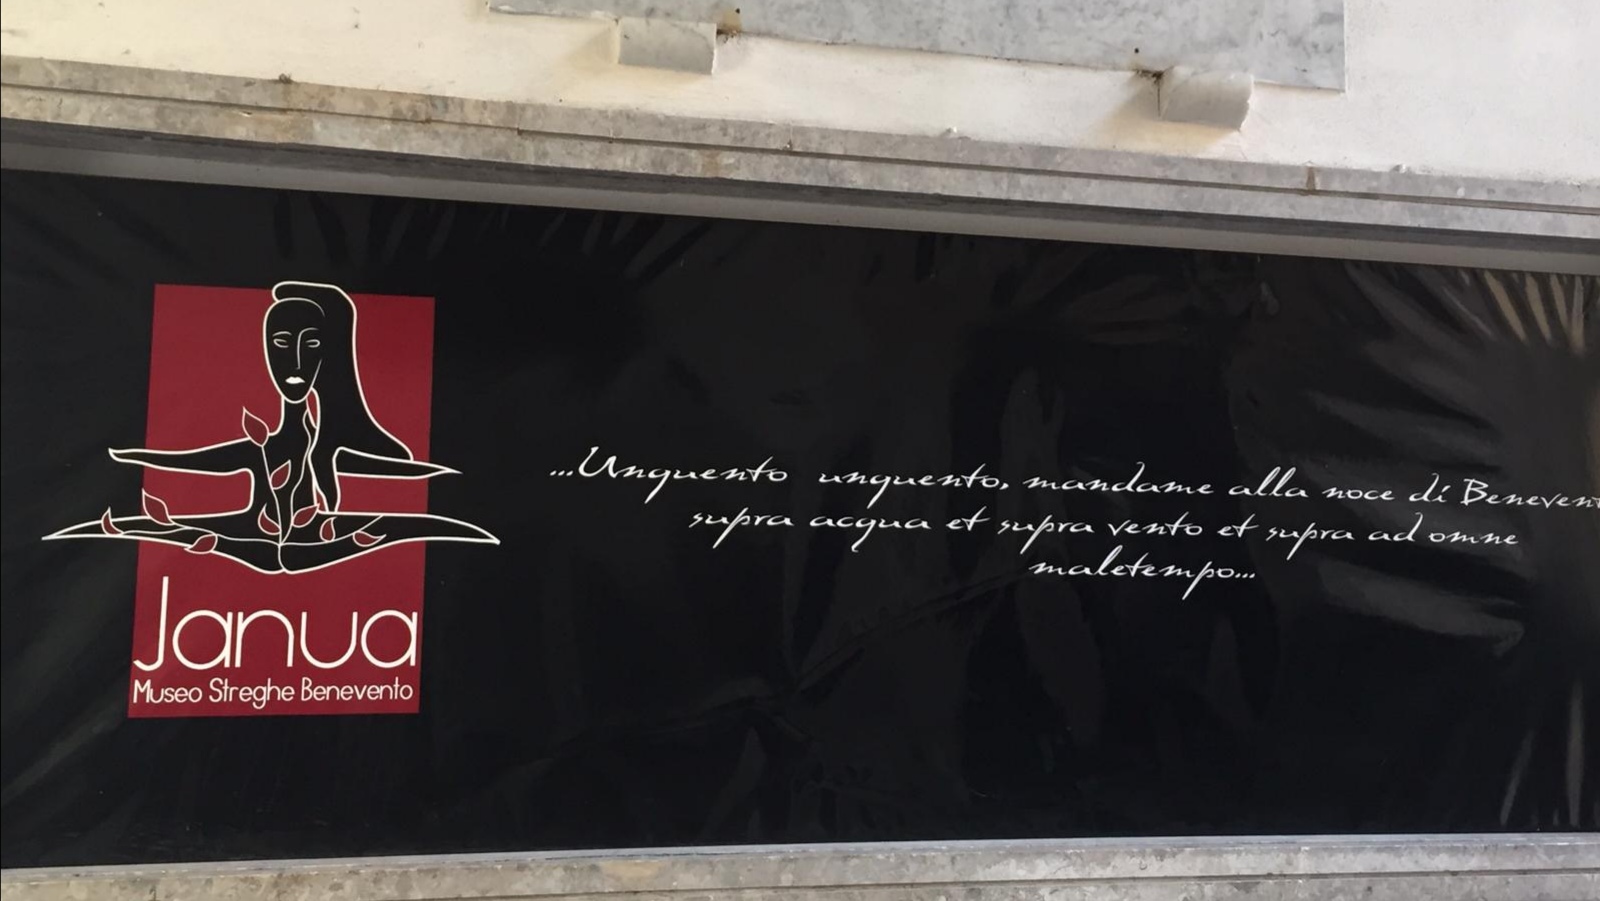 Janua
Museo Streghe Benevento
...Unguento unguento, mandame alla noce di
supra acqua et supra vento et supra ad omne
maletempo...